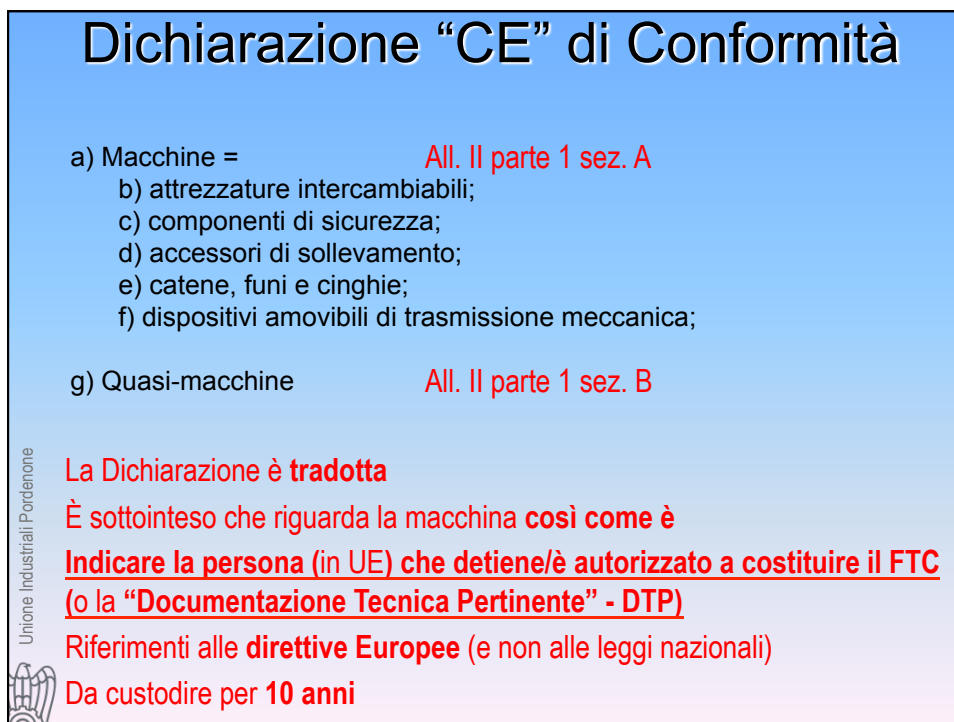 Dichiarazione “CE” di Conformità
a) Macchine = All. II parte 1 sez. A
b) attrezzature intercambiabili;
c) componenti di sicurezza;
d) accessori di sollevamento;
e) catene, funi e cinghie;
f) dispositivi amovibili di trasmissione meccanica;
g) Quasi-macchine All. II parte 1 sez. B
La Dichiarazione è tradotta
È sottointeso che riguarda la macchina così come è
Indicare la persona (in UE) che detiene/è autorizzato a costituire il FTC
(o la “Documentazione Tecnica Pertinente” - DTP)
Riferimenti alle direttive Europee (e non alle leggi nazionali)
Da custodire per 10 anni
Unione Industriali Pordenone